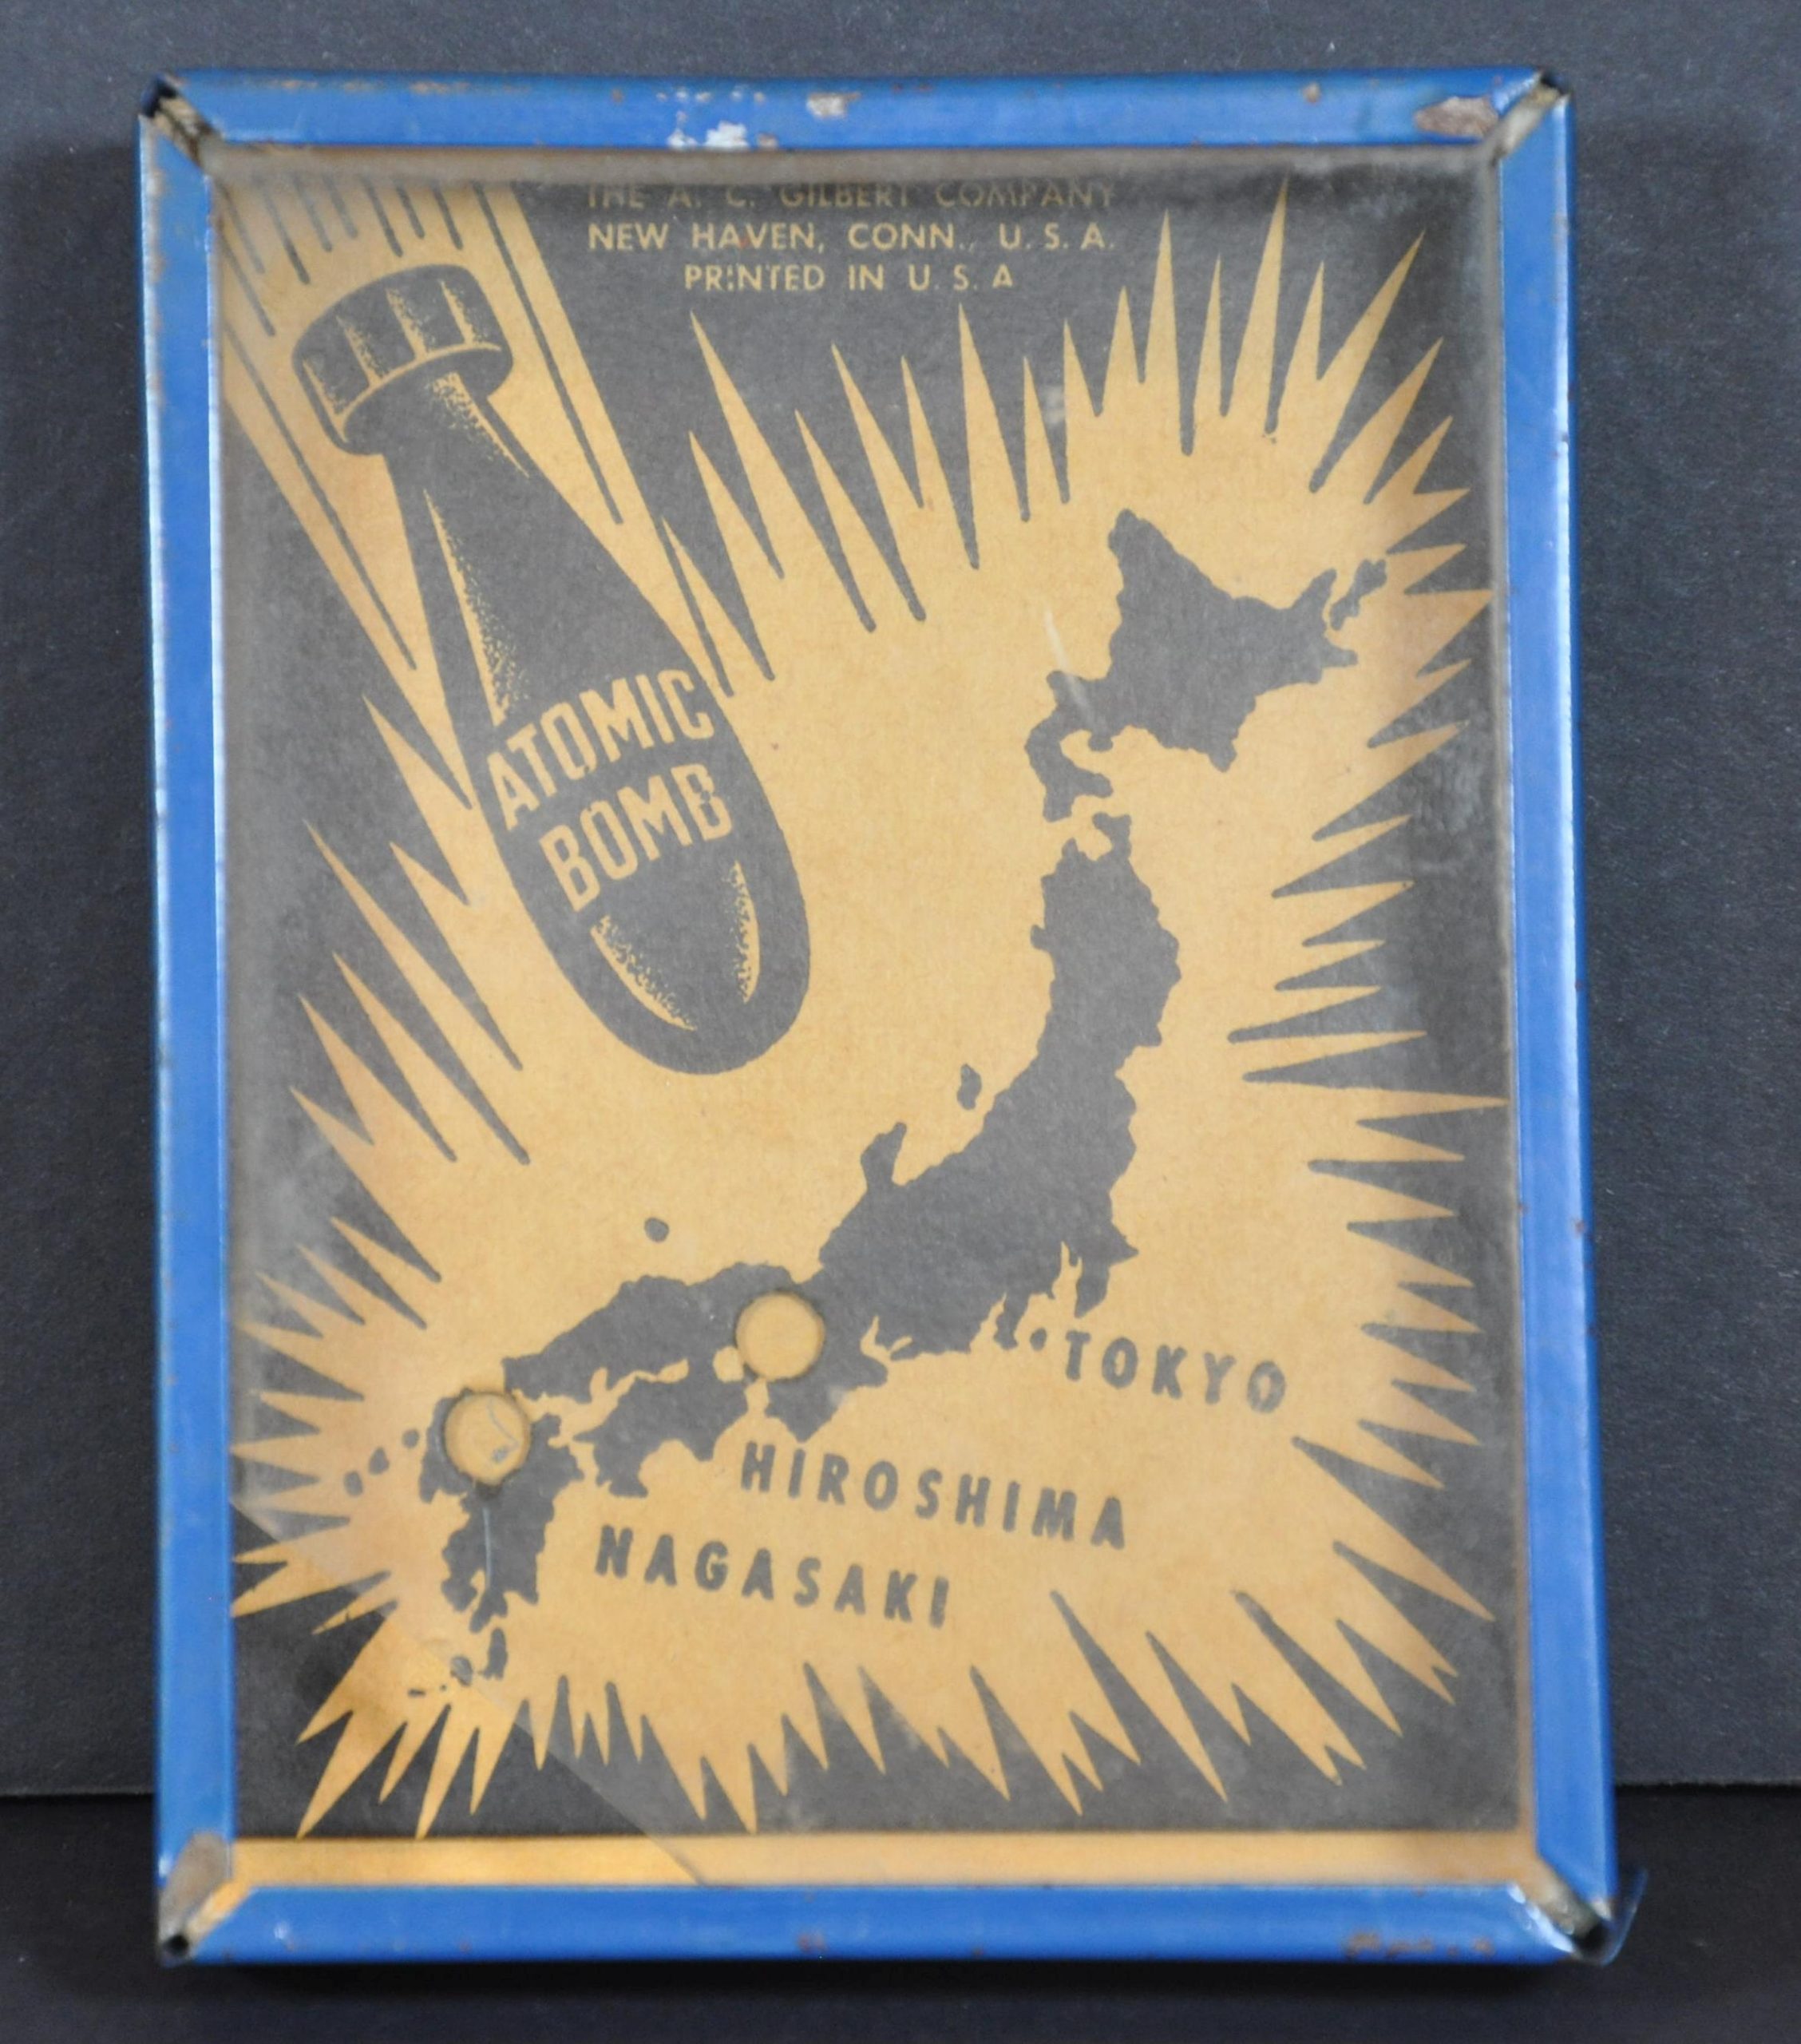 THE A. C. GILBERT COMPANY
NEW HAVEN, CONN., U. S. A.
PRINTED IN U. S. A
ATOMIC
BOMB
TOKYO
HIROSHIMA
NAGASAKI